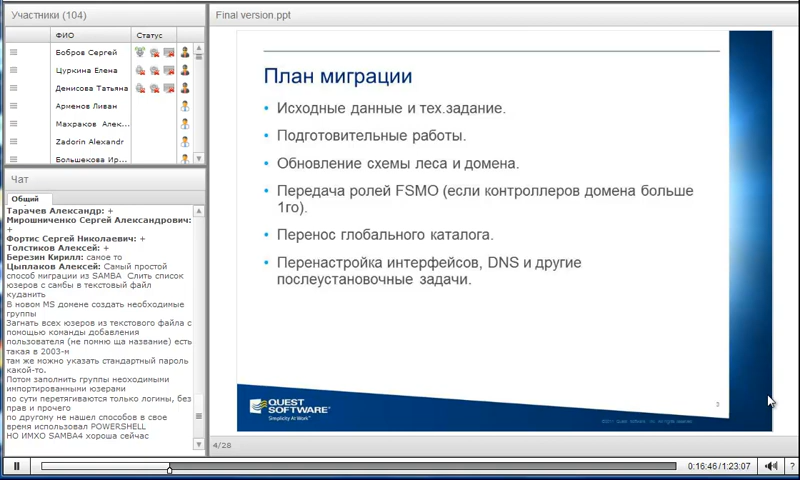 Участники (104)
ФИО Статус
Бобров Сергей
Цуркина Елена
Денисова Татьяна
Арменов Ливан
Махраков Алек...
Zadorin Alexandr
Большекова Ир...
Чат
Общий
Тарачев Александр: +
Мирошниченко Сергей Александрович:
+
Фортис Сергей Николаевич: +
Толстиков Алексей: +
Березин Кирилл: самое то
Цыплаков Алексей: Самый простой
способ миграции из SAMBA Слить список
юзеров с самбы в текстовый файл
куданить
В новом MS домене создать необходимые
группы
Загнать всех юзеров из текстового файла с
помощью команды добавления
пользователя (не помню ща название) есть
такая в 2003-н
там же можно указать стандартный пароль
какой-то.
Потом заполнить группы неоходимыми
импортированными юзерами
по сути перетягиваются только логины, без
прав и прочего
по другому не нашел способов в свое
время использовал POWERSHELL
НО ИМХО SAMBA4 хороша сейчас
Final version.ppt
План миграции
• Исходные данные и тех.задание.
• Подготовительные работы.
• Обновление схемы леса и домена.
• Передача ролей FSMO (если контроллеров домена больше
1го).
• Перенос глобального каталога.
• Перенастройка интерфейсов, DNS и другие
послеустановочные задачи.
QUEST
SOFTWARE®
Simplicity At Work™
3
4/28
0:16:46/1:23:07
?